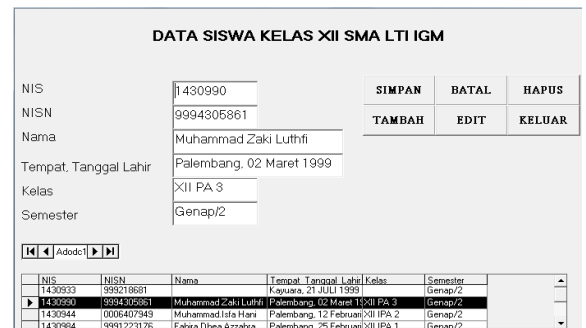 DATA SISWA KELAS XII SMA LTI IGM
NIS 1430990
NISN 9994305861
Nama Muhammad Zaki Luthfi
Tempat, Tanggal Lahir Palembang, 02 Maret 1999
Kelas XII PA 3
Semester Genap/2
SIMPAN BATAL HAPUS
TAMBAH EDIT KELUAR
Adodc1
NIS NISN Nama Tempat Tanggal Lahir Kelas Semester
1430933 999218681 Kayuara, 21 JULI 1999 Genap/2
1430990 9994305861 Muhammad Zaki Luthfi Palembang, 02 Maret 19 XII PA 3 Genap/2
1430944 0006407949 Muhammad.Isfa Hani Palembang, 12 Februari XII IPA 2 Genap/2
1430984 9991223176 Fahira Dhea Azzahra Palembang, 25 Februari XII IPA 1 Genap/2